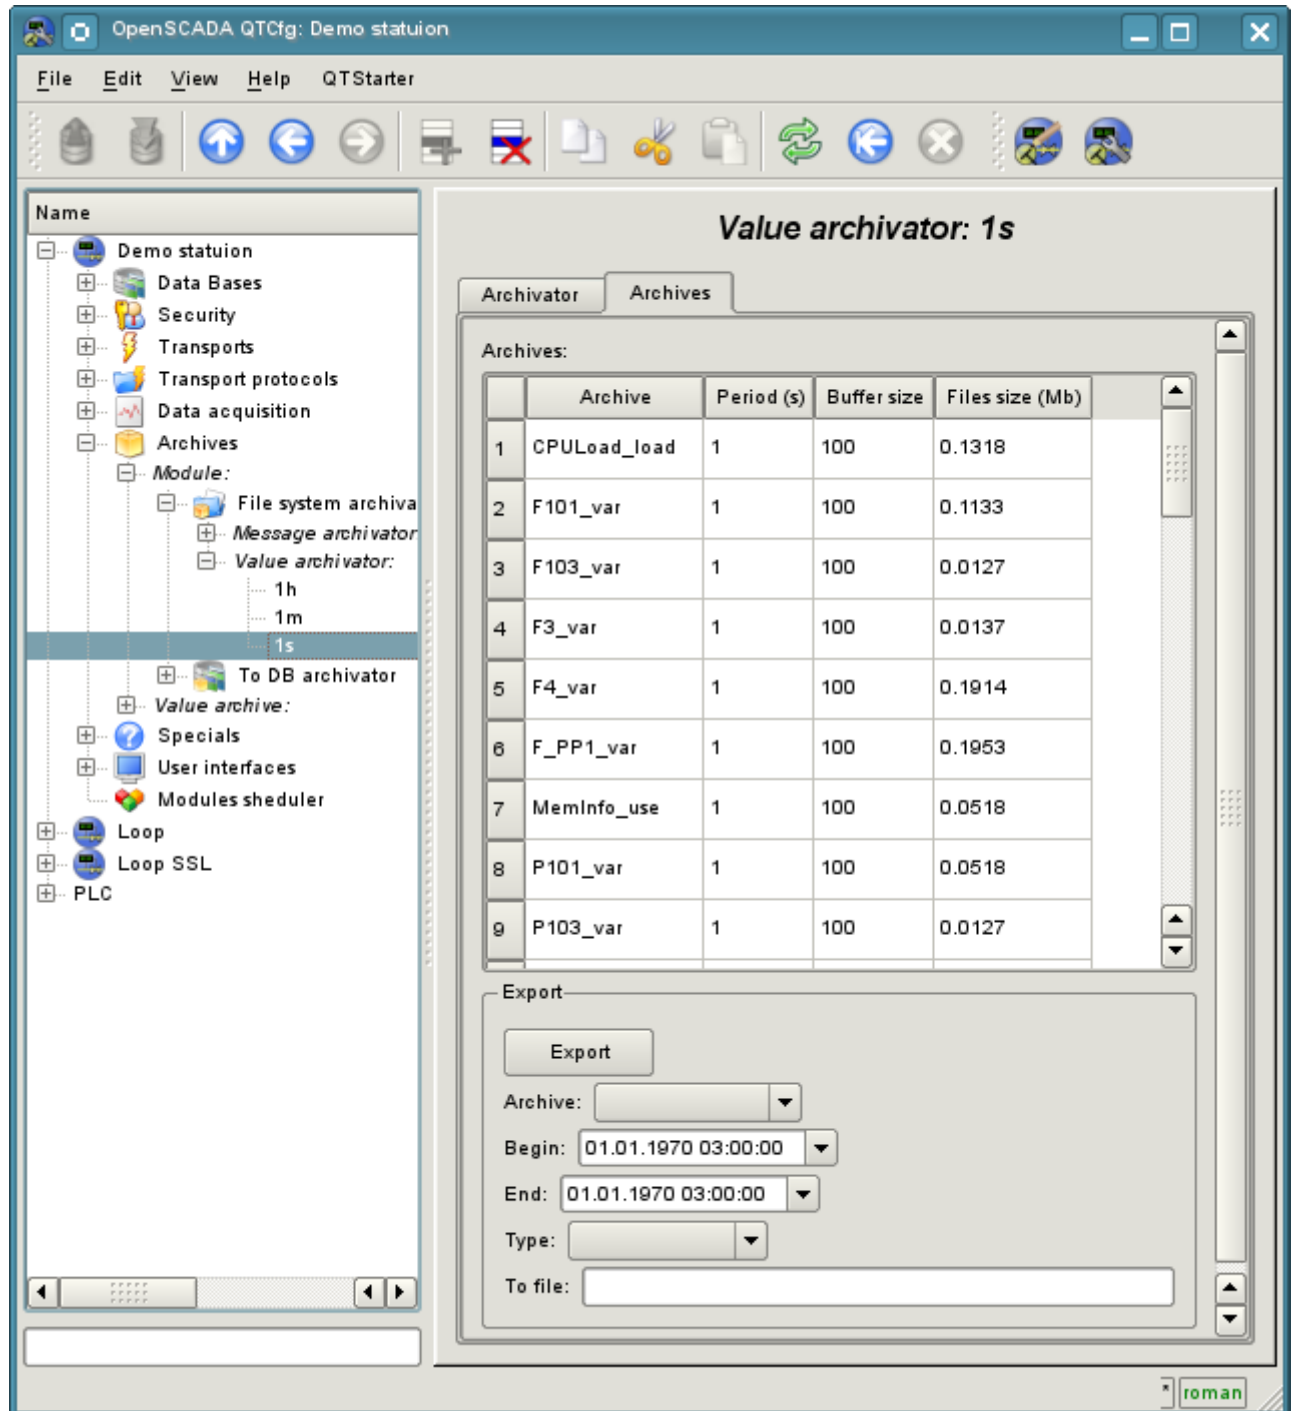 OpenSCADA QTCfg: Demo statuion
File Edit View Help QTStarter
Name
Demo statuion
Data Bases
Security
Transports
Transport protocols
Data acquisition
Archives
Module:
File system archiva
Message archivator
Value archivator:
1h
1m
1s
To DB archivator
Value archive:
Specials
User interfaces
Modules sheduler
Loop
Loop SSL
PLC
Value archivator: 1s
Archivator Archives
Archives:
Archive Period (s) Buffer size Files size (Mb)
1 CPULoad_load 1 100 0.1318
2 F101_var 1 100 0.1133
3 F103_var 1 100 0.0127
4 F3_var 1 100 0.0137
5 F4_var 1 100 0.1914
6 F_PP1_var 1 100 0.1953
7 MemInfo_use 1 100 0.0518
8 P101_var 1 100 0.0518
9 P103_var 1 100 0.0127
Export
Export
Archive:
Begin: 01.01.1970 03:00:00
End: 01.01.1970 03:00:00
Type:
To file:
* roman